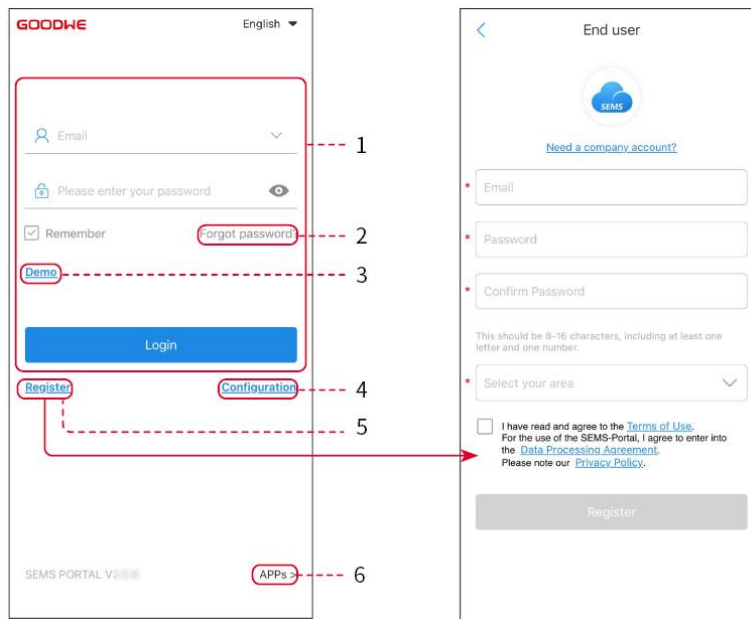 GOODWE
English
Email
Please enter your password
Remember
Forgot password?
Demo
Login
Register
Configuration
SEMS PORTAL V
APPs >
1
2
3
4
5
6
End user
SEMS
Need a company account?
* Email
* Password
* Confirm Password
This should be 8-16 characters, including at least one
letter and one number.
* Select your area
I have read and agree to the Terms of Use.
For the use of the SEMS-Portal, I agree to enter into
the Data Processing Agreement.
Please note our Privacy Policy.
Register